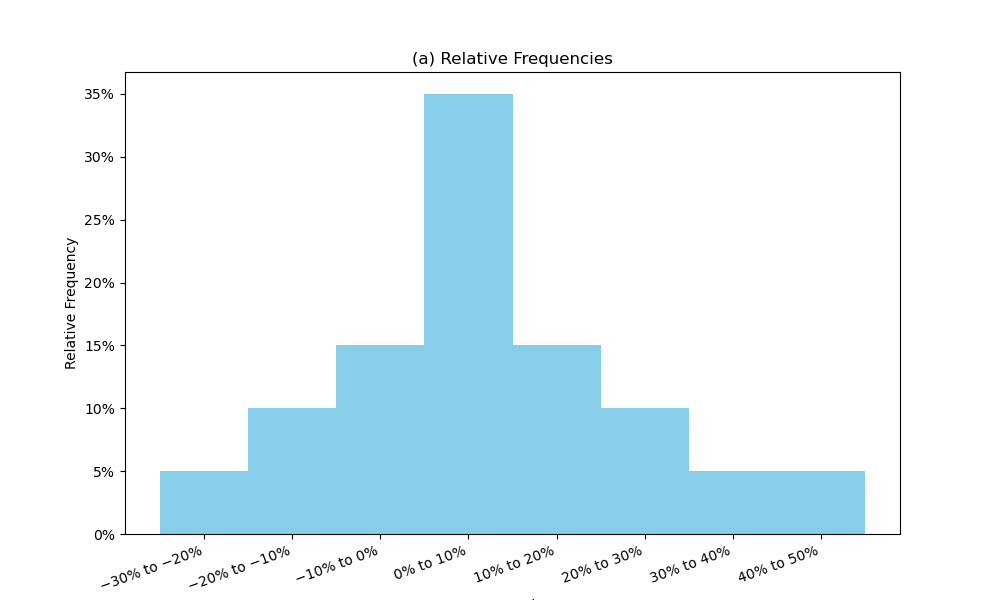 (a) Relative Frequencies
35%
30%
25%
20%
15%
10%
5%
0%
Relative Frequency
−30% to −20%
−20% to −10%
−10% to 0%
0% to 10%
10% to 20%
20% to 30%
30% to 40%
40% to 50%